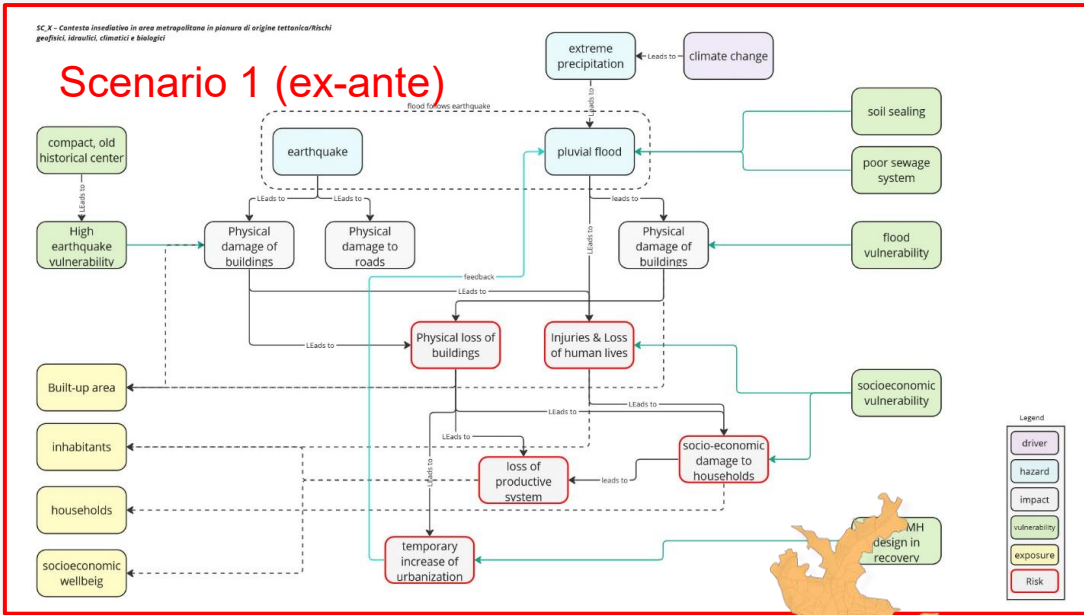 SC_X – Contesto insediativo in area metropolitana in pianura di origine tettonica/Rischi
geofisici, idraulici, climatici e biologici
Scenario 1 (ex-ante)
extreme
precipitation
Leads to
climate change
Leads to
flood follows earthquake
soil sealing
compact, old
historical center
earthquake
pluvial flood
poor sewage
system
LEads to
LEads to
LEads to
leads to
High
earthquake
vulnerability
Physical
damage of
buildings
Physical
damage to
roads
LEads to
Physical
damage of
buildings
flood
vulnerability
feedback
LEads to
Physical loss of
buildings
Injuries & Loss
of human lives
LEads to
Built-up area
socioeconomic
vulnerability
LEads to
LEads to
Legend
inhabitants
LEads to
LEads to
socio-economic
damage to
households
driver
loss of
productive
system
leads to
hazard
households
impact
vulnerability
MH
design in
recovery
temporary
increase of
urbanization
exposure
socioeconomic
wellbeig
Risk